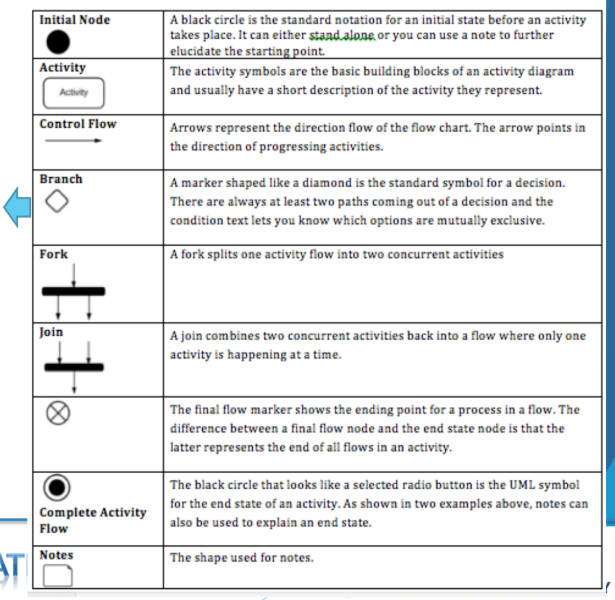 Initial Node
A black circle is the standard notation for an initial state before an activity
takes place. It can either stand alone or you can use a note to further
elucidate the starting point.
Activity
Activity
The activity symbols are the basic building blocks of an activity diagram
and usually have a short description of the activity they represent.
Control Flow
Arrows represent the direction flow of the flow chart. The arrow points in
the direction of progressing activities.
Branch
A marker shaped like a diamond is the standard symbol for a decision.
There are always at least two paths coming out of a decision and the
condition text lets you know which options are mutually exclusive.
Fork
A fork splits one activity flow into two concurrent activities
Join
A join combines two concurrent activities back into a flow where only one
activity is happening at a time.
The final flow marker shows the ending point for a process in a flow. The
difference between a final flow node and the end state node is that the
latter represents the end of all flows in an activity.
Complete Activity
Flow
The black circle that looks like a selected radio button is the UML symbol
for the end state of an activity. As shown in two examples above, notes can
also be used to explain an end state.
Notes
The shape used for notes.
AT